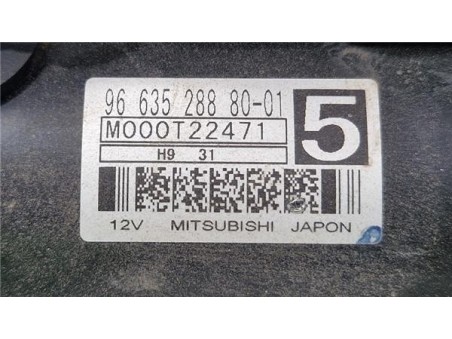 96 635 288 80-01
M000T22471
5
H9 31
12V MITSUBISHI JAPON